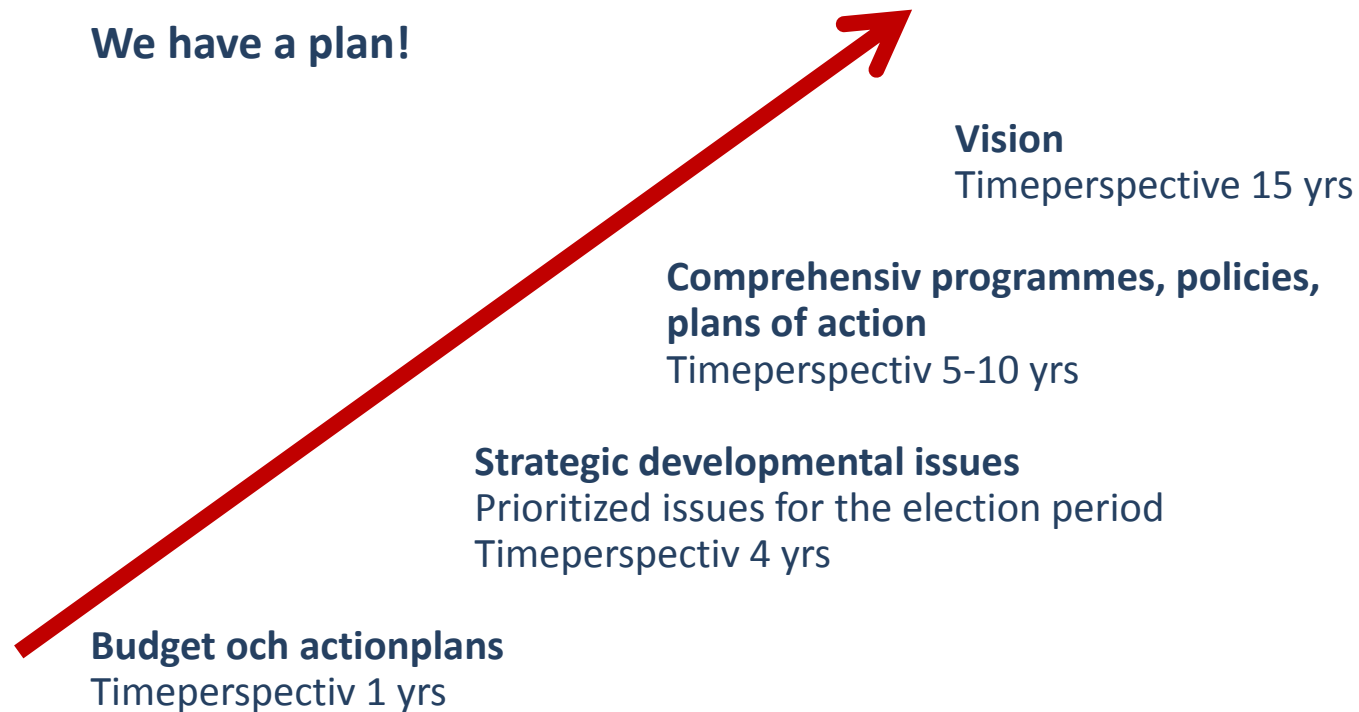 We have a plan!
Vision
Timeperspective 15 yrs
Comprehensiv programmes, policies,
plans of action
Timeperspectiv 5-10 yrs
Strategic developmental issues
Prioritized issues for the election period
Timeperspectiv 4 yrs
Budget och actionplans
Timeperspectiv 1 yrs